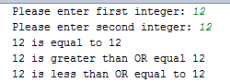 Please enter first integer: 12
Please enter second integer: 12
12 is equal to 12
12 is greater than OR equal 12
12 is less than OR equal to 12